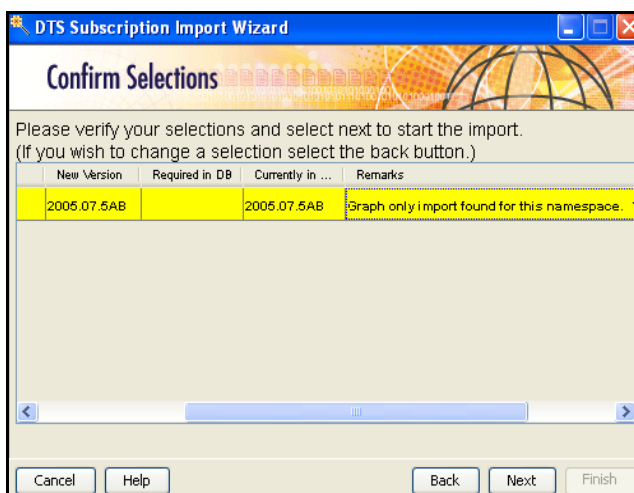 DTS Subscription Import Wizard
Confirm Selections
Please verify your selections and select next to start the import.
(If you wish to change a selection select the back button.)
New Version Required in DB Currently in ... Remarks
2005.07.5AB 2005.07.5AB Graph only import found for this namespace.
Cancel Help Back Next Finish